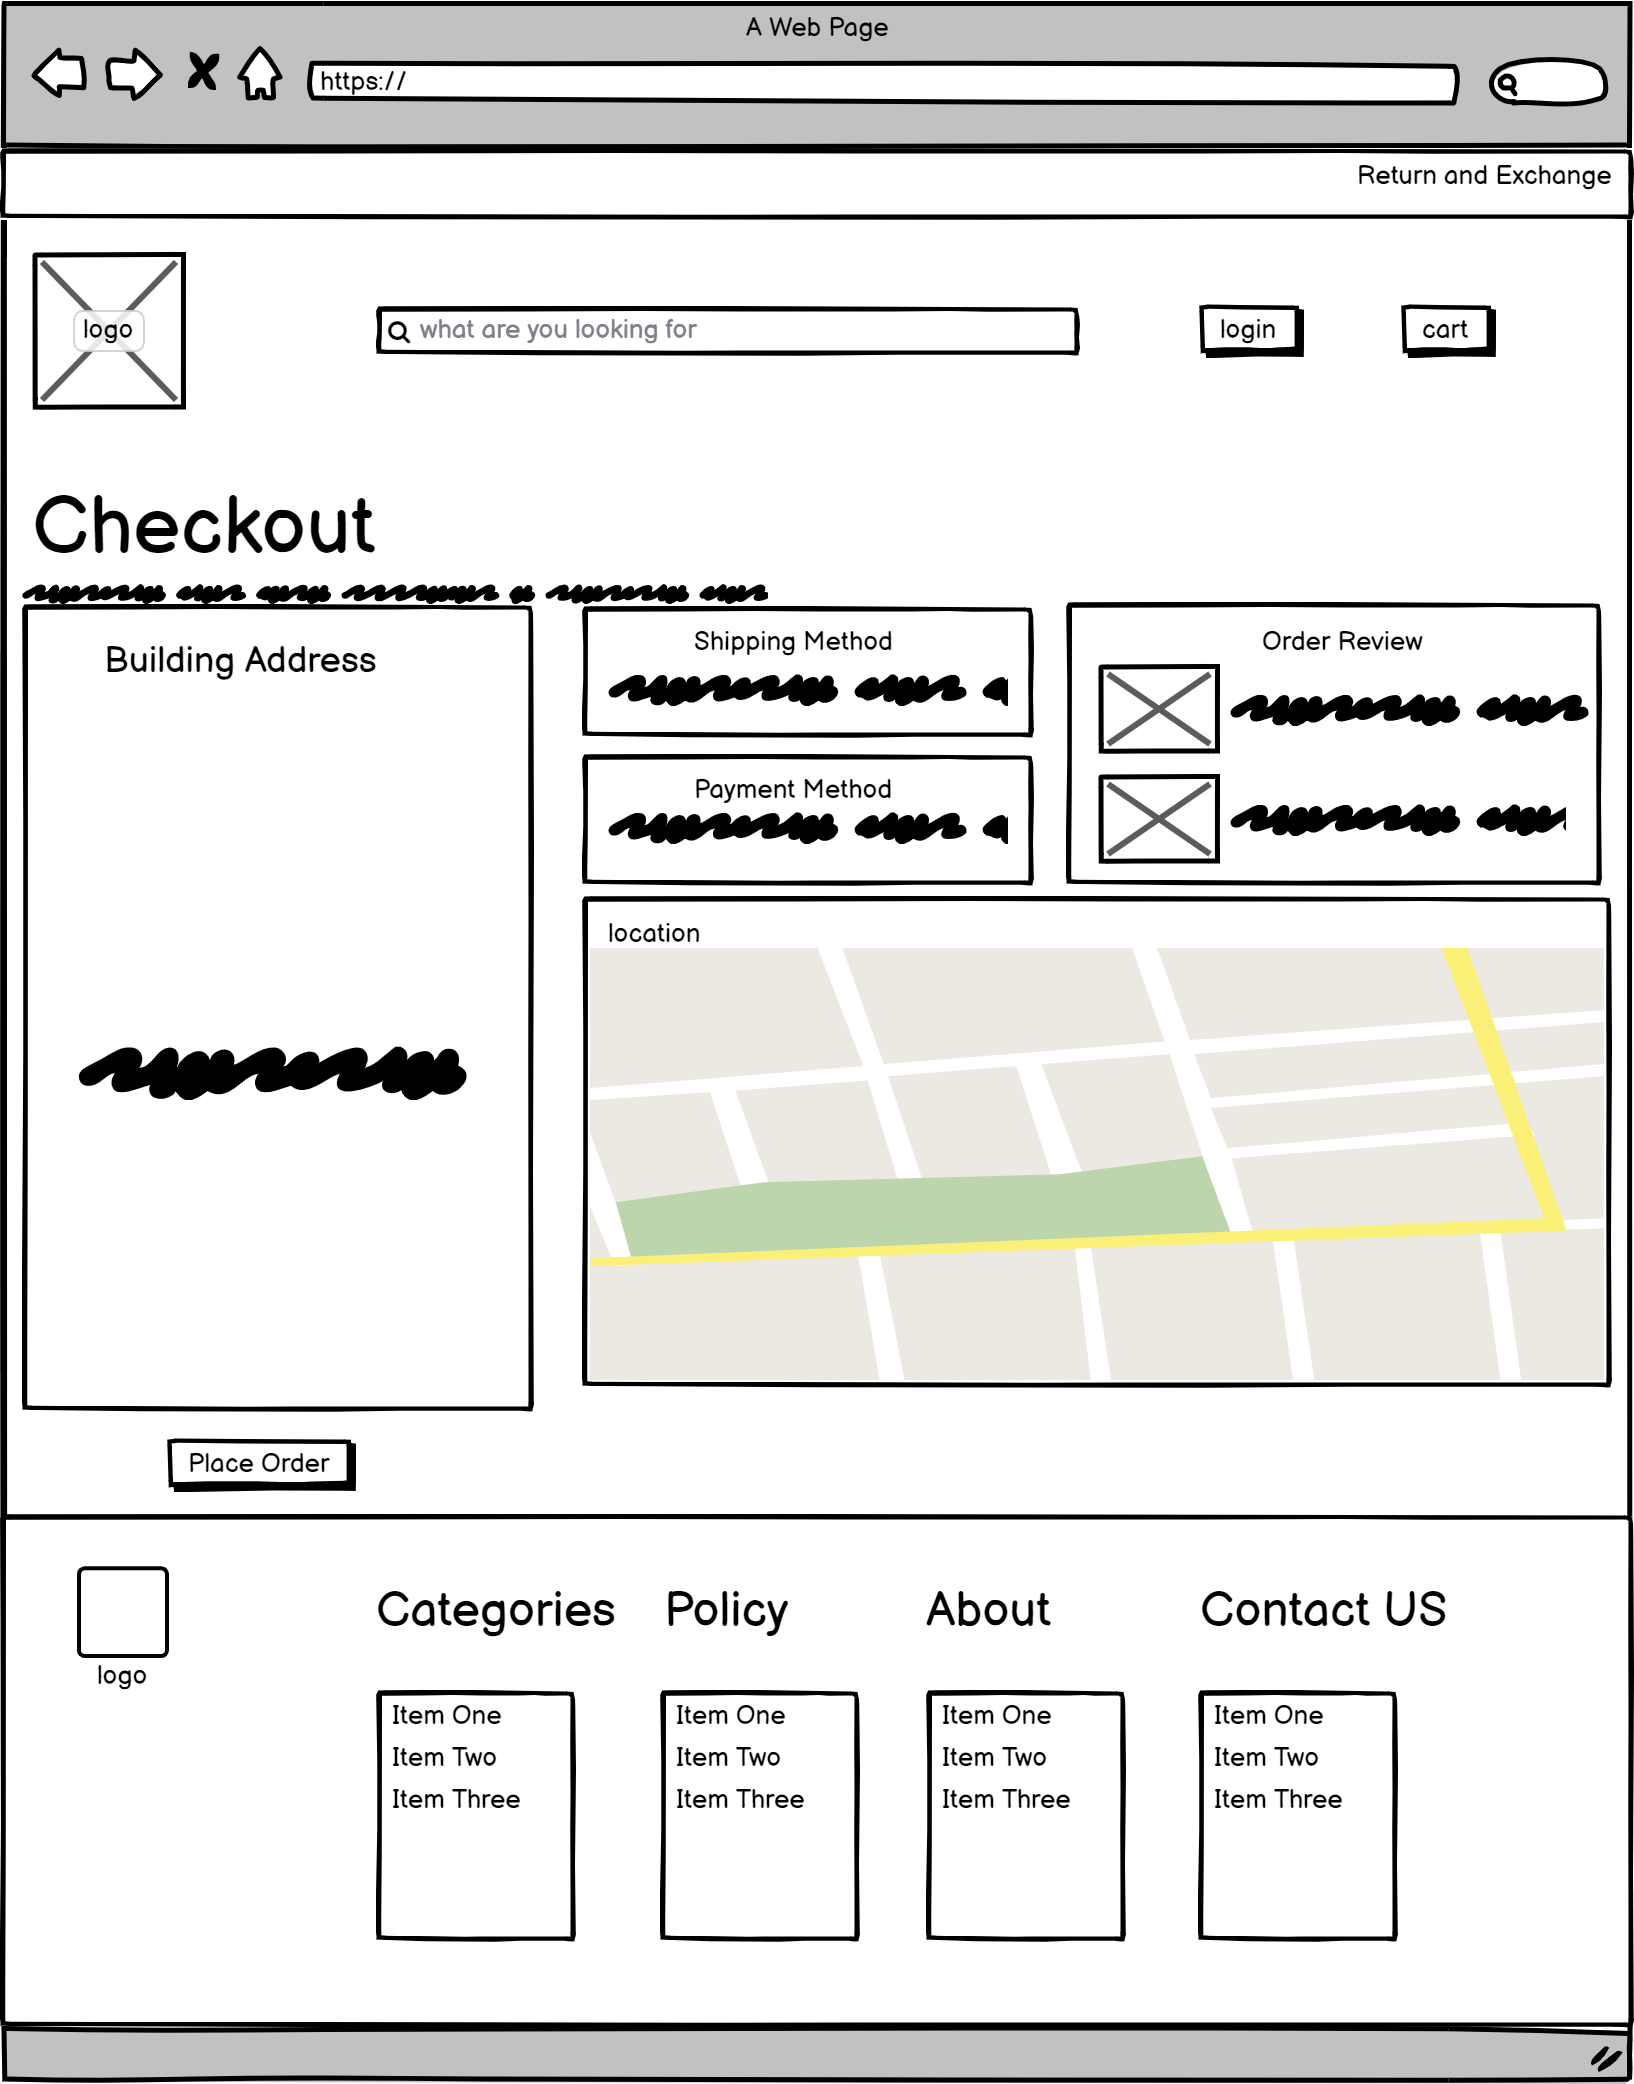 A Web Page
https://
Return and Exchange
logo
what are you looking for
login
cart
Checkout
Building Address
Shipping Method
Payment Method
Order Review
location
Place Order
logo
Categories
Item One
Item Two
Item Three
Policy
Item One
Item Two
Item Three
About
Item One
Item Two
Item Three
Contact US
Item One
Item Two
Item Three